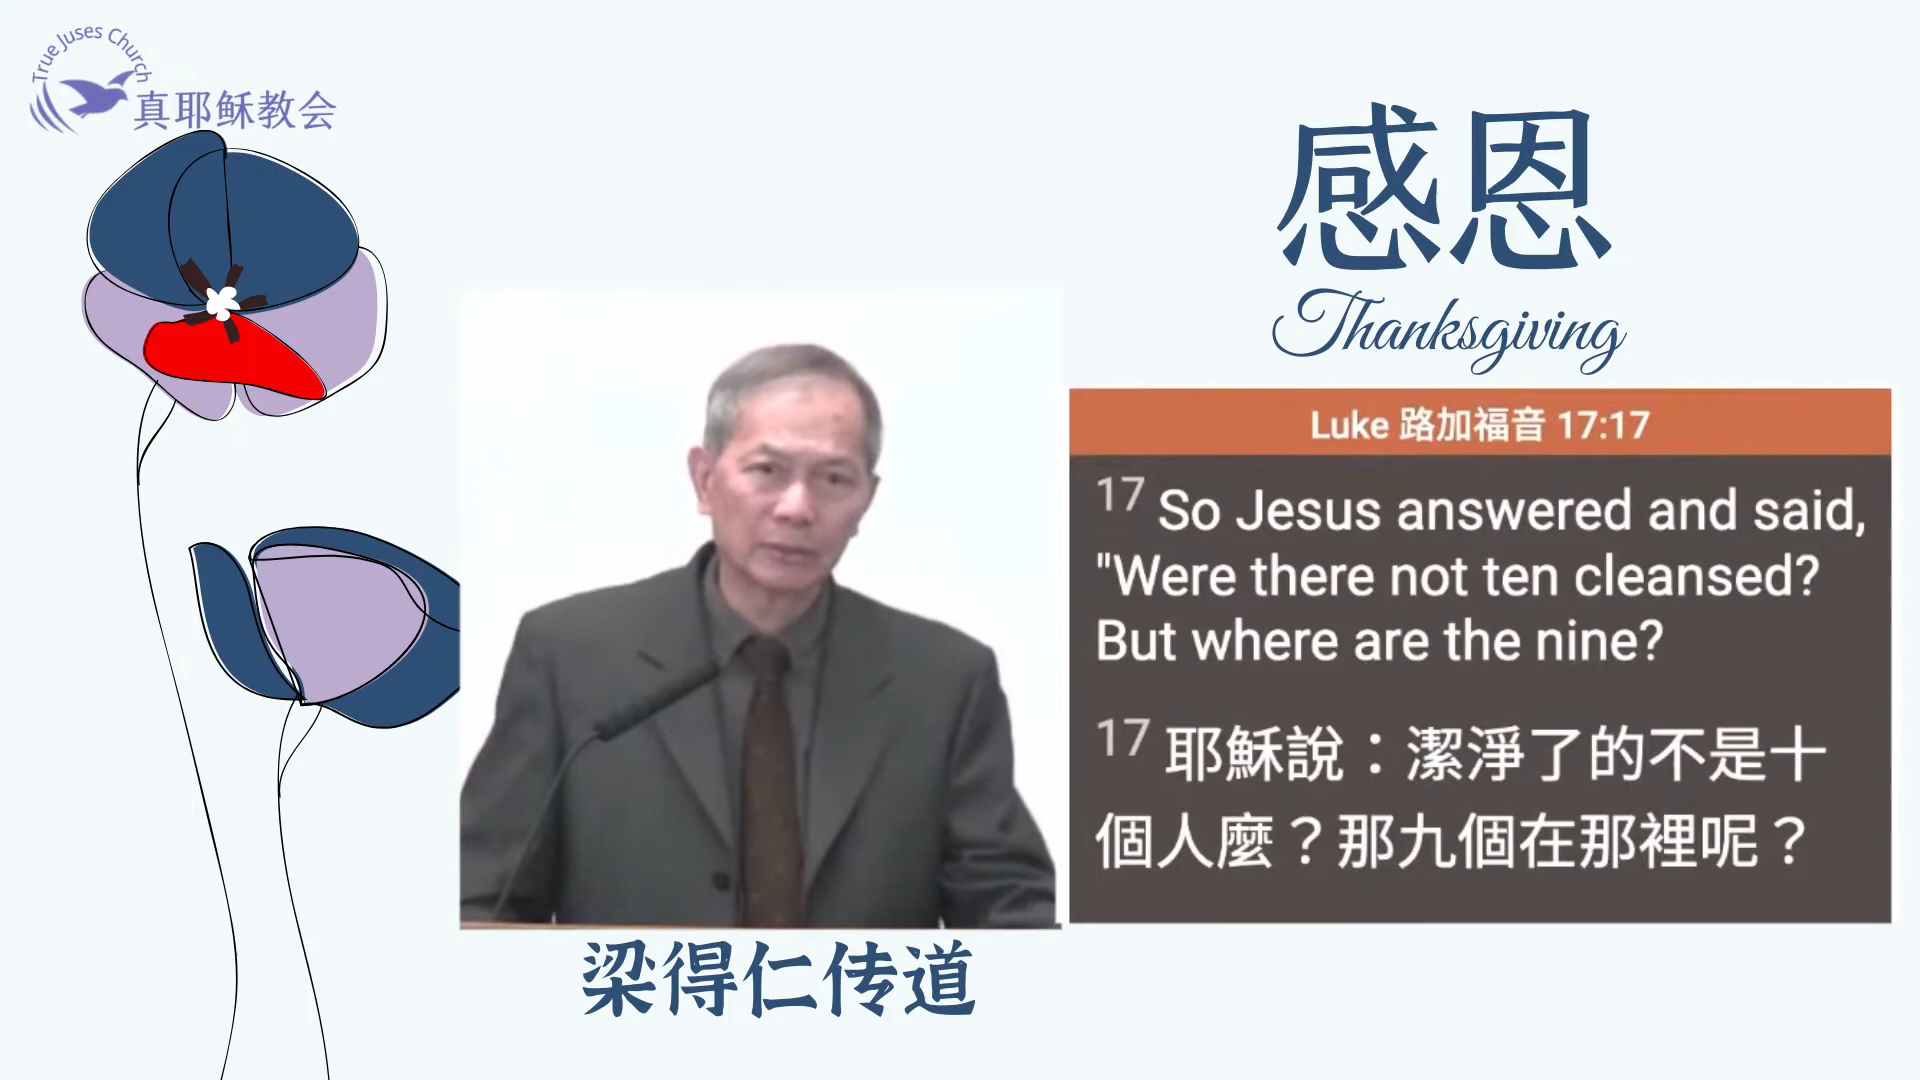 True Juses Church
真耶稣教会
感恩
Thanksgiving
Luke 路加福音 17:17
17 So Jesus answered and said,
"Were there not ten cleansed?
But where are the nine?
17 耶穌說：潔淨了的不是十
個人麼？那九個在那裡呢？
梁得仁传道